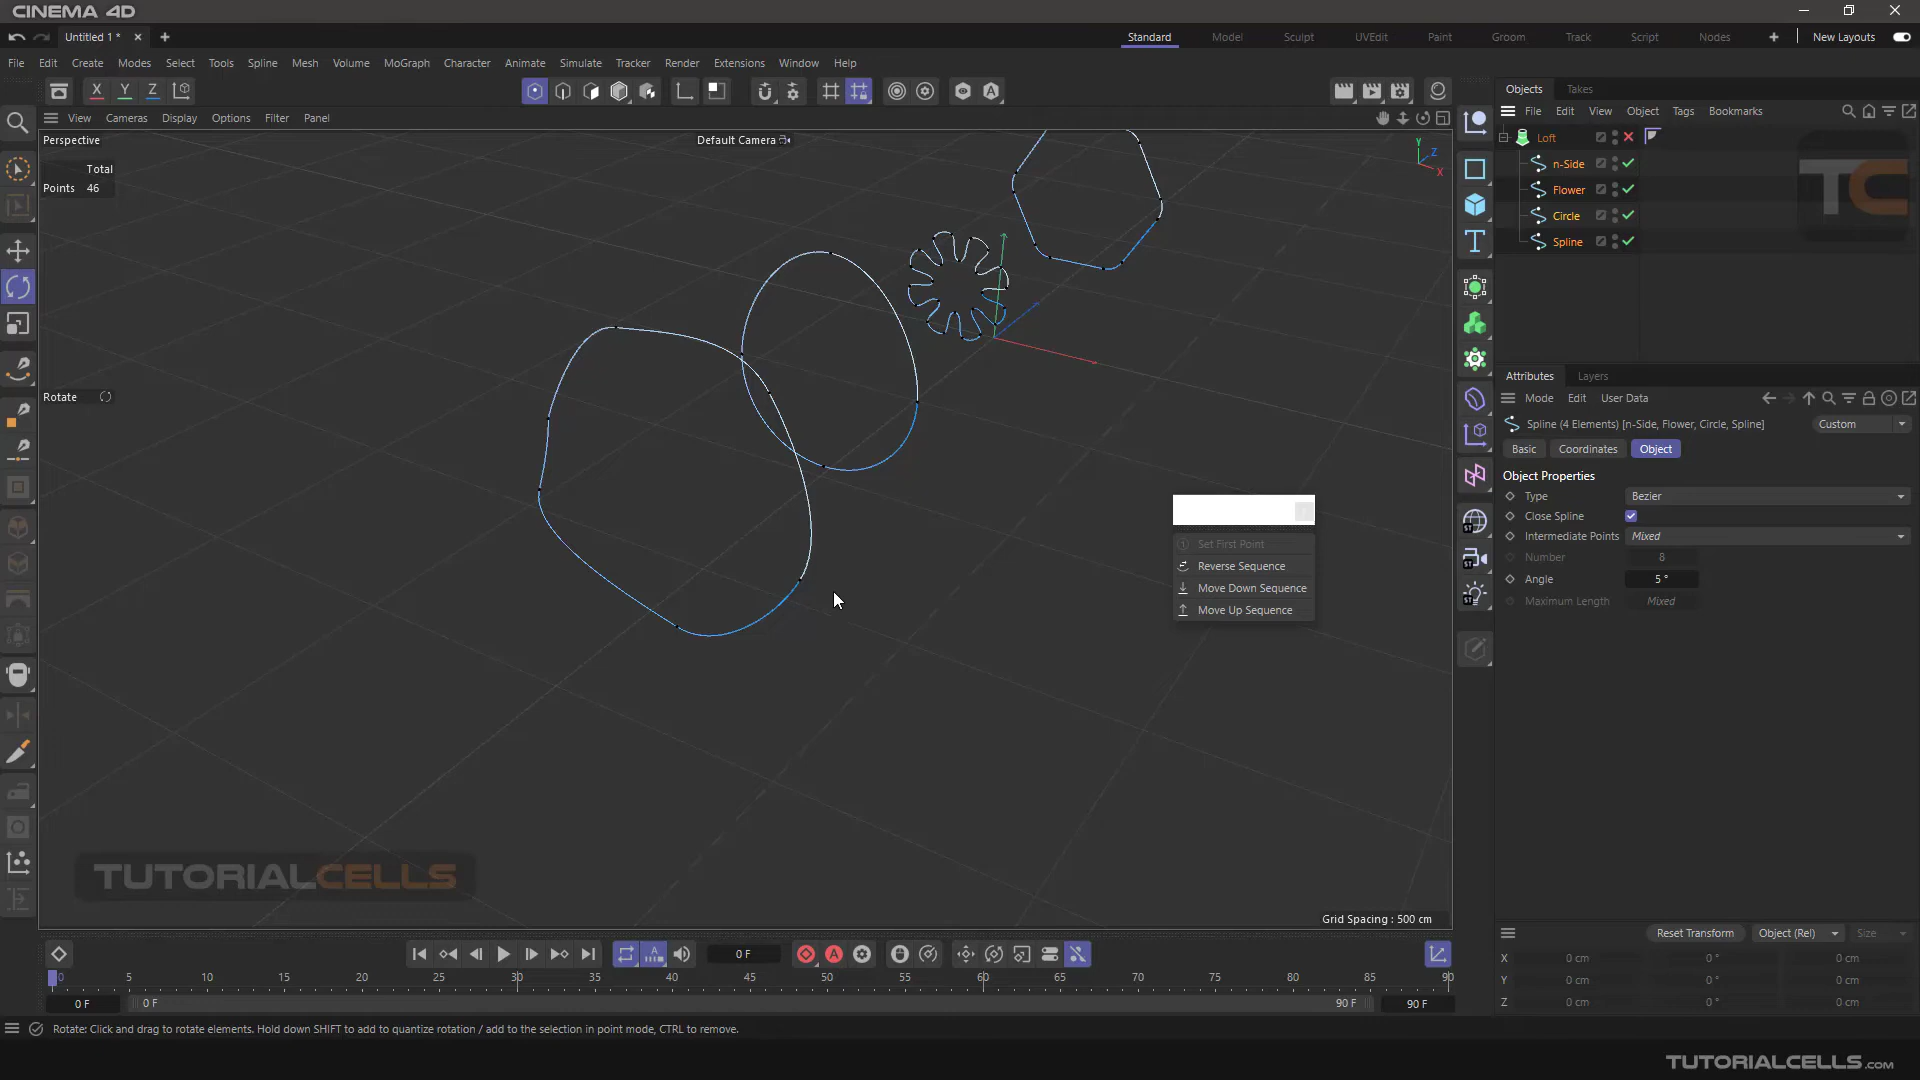 CINEMA 4D
Untitled 1 *
Standard
Model
Sculpt
UVEdit
Paint
Groom
Track
Script
Nodes
New Layouts
File Edit Create Modes Select Tools Spline Mesh Volume MoGraph Character Animate Simulate Tracker Render Extensions Window Help
X Y Z
View Cameras Display Options Filter Panel
Perspective
Default Camera
Total
Points 46
Rotate
Y
Z
X
Set First Point
Reverse Sequence
Move Down Sequence
Move Up Sequence
TUTORIALCELLS
Grid Spacing : 500 cm
Objects Takes
File Edit View Object Tags Bookmarks
Loft
n-Side
Flower
Circle
Spline
TC
Attributes Layers
Mode Edit User Data
Spline (4 Elements) [n-Side, Flower, Circle, Spline]
Custom
Basic Coordinates Object
Object Properties
Type Bezier
Close Spline
Intermediate Points Mixed
Number 8
Angle 5 °
Maximum Length Mixed
Reset Transform Object (Rel) Size
X 0 cm 0 ° 0 cm
Y 0 cm 0 ° 0 cm
Z 0 cm 0 ° 0 cm
0 F
0 5 10 15 20 25 30 35 40 45 50 55 60 65 70 75 80 85 90
0 F 0 F 90 F 90 F
Rotate: Click and drag to rotate elements. Hold down SHIFT to add to quantize rotation / add to the selection in point mode, CTRL to remove.
TUTORIALCELLS.COM